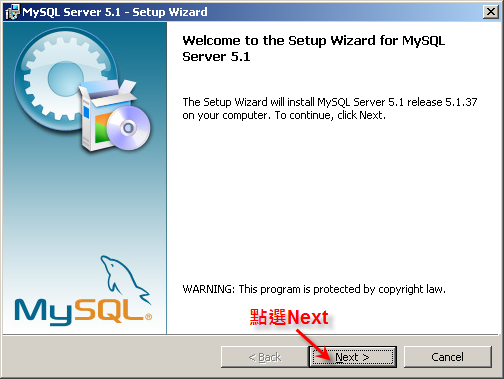 MySQL Server 5.1 - Setup Wizard
Welcome to the Setup Wizard for MySQL
Server 5.1
The Setup Wizard will install MySQL Server 5.1 release 5.1.37
on your computer. To continue, click Next.
WARNING: This program is protected by copyright law.
MySQL®
點選Next
< Back
Next >
Cancel